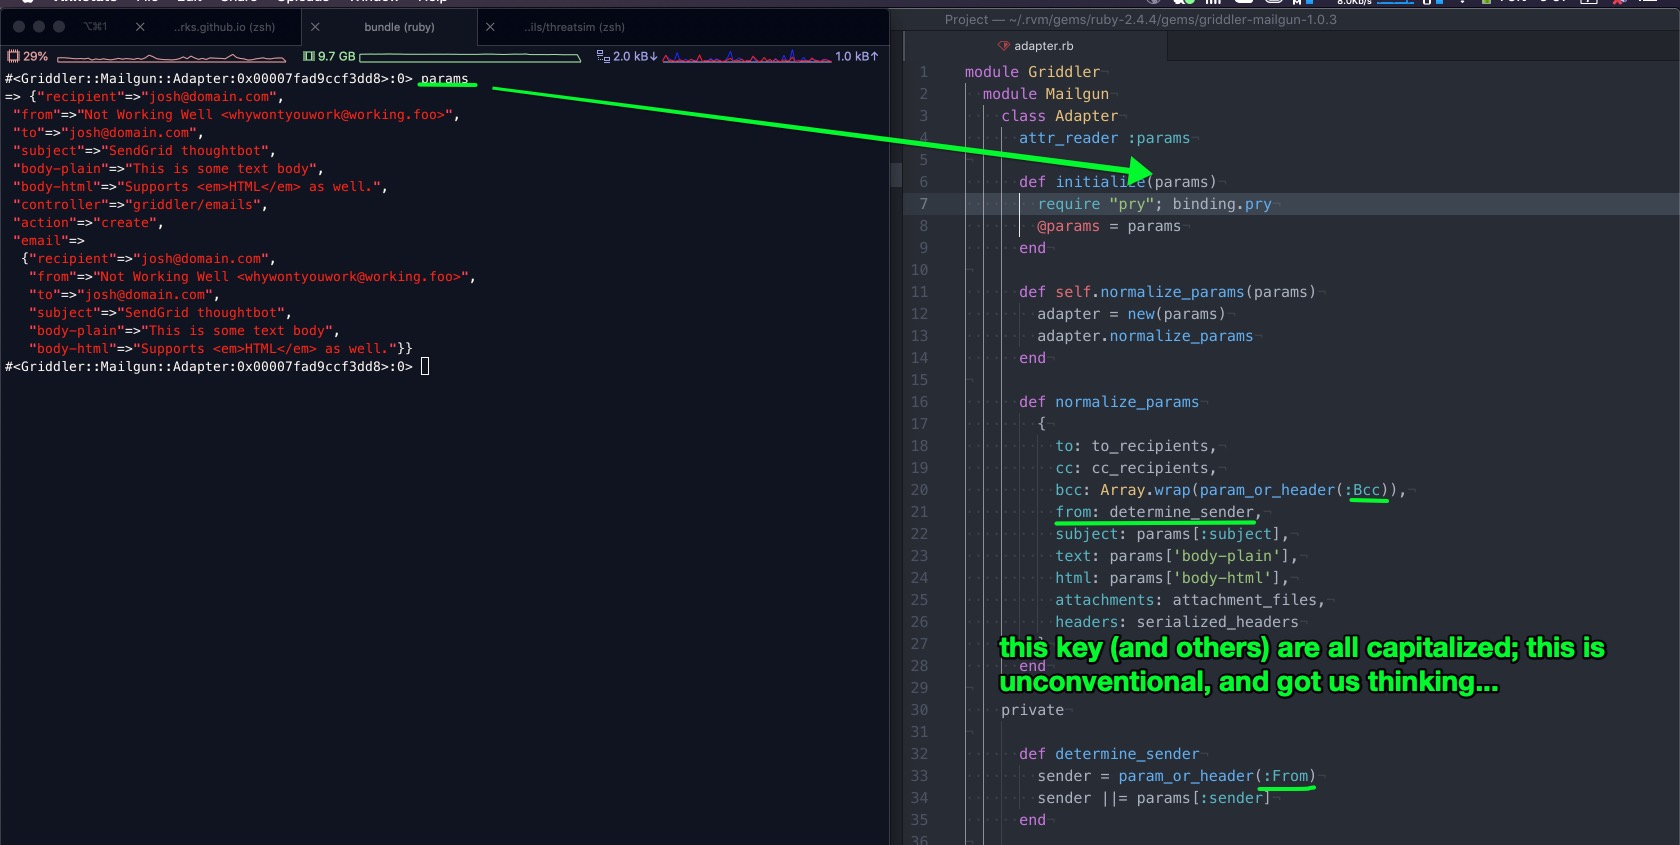 Project — ~/.rvm/gems/ruby-2.4.4/gems/griddler-mailgun-1.0.3
⌥⌘1
..rks.github.io (zsh)
bundle (ruby)
..ils/threatsim (zsh)
29%
9.7 GB
2.0 kB↓
1.0 kB↑
#<Griddler::Mailgun::Adapter:0x00007fad9ccf3dd8>:0> params
=> {"recipient"=>"josh@domain.com",
"from"=>"Not Working Well <whywontyouwork@working.foo>",
"to"=>"josh@domain.com",
"subject"=>"SendGrid thoughtbot",
"body-plain"=>"This is some text body",
"body-html"=>"Supports <em>HTML</em> as well.",
"controller"=>"griddler/emails",
"action"=>"create",
"email"=>
{"recipient"=>"josh@domain.com",
"from"=>"Not Working Well <whywontyouwork@working.foo>",
"to"=>"josh@domain.com",
"subject"=>"SendGrid thoughtbot",
"body-plain"=>"This is some text body",
"body-html"=>"Supports <em>HTML</em> as well."}}
#<Griddler::Mailgun::Adapter:0x00007fad9ccf3dd8>:0>
adapter.rb
1 module Griddler
2 module Mailgun
3 class Adapter
4 attr_reader :params
5
6 def initialize(params)
7 require "pry"; binding.pry
8 @params = params
9 end
10
11 def self.normalize_params(params)
12 adapter = new(params)
13 adapter.normalize_params
14 end
15
16 def normalize_params
17 {
18 to: to_recipients,
19 cc: cc_recipients,
20 bcc: Array.wrap(param_or_header(:Bcc)),
21 from: determine_sender,
22 subject: params[:subject],
23 text: params['body-plain'],
24 html: params['body-html'],
25 attachments: attachment_files,
26 headers: serialized_headers
27
this key (and others) are all capitalized; this is
28 end
unconventional, and got us thinking...
29
30 private
31
32 def determine_sender
33 sender = param_or_header(:From)
34 sender ||= params[:sender]
35 end
36